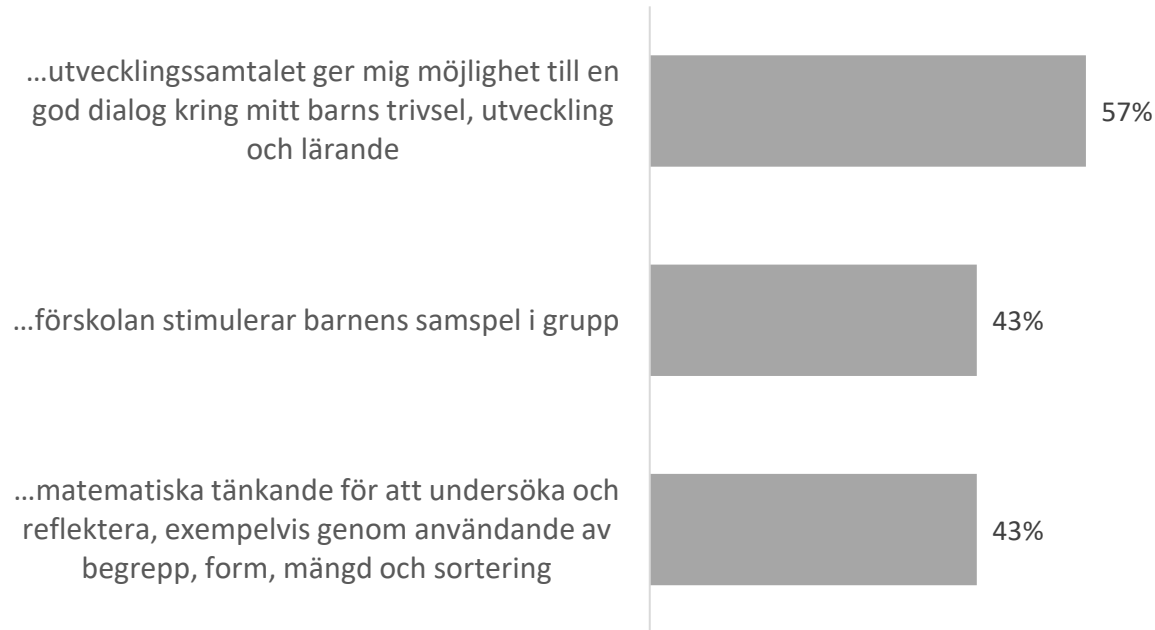 ...utvecklingssamtalet ger mig möjlighet till en
god dialog kring mitt barns trivsel, utveckling
och lärande
57%
...förskolan stimulerar barnens samspel i grupp
43%
...matematiska tänkande för att undersöka och
reflektera, exempelvis genom användande av
begrepp, form, mängd och sortering
43%